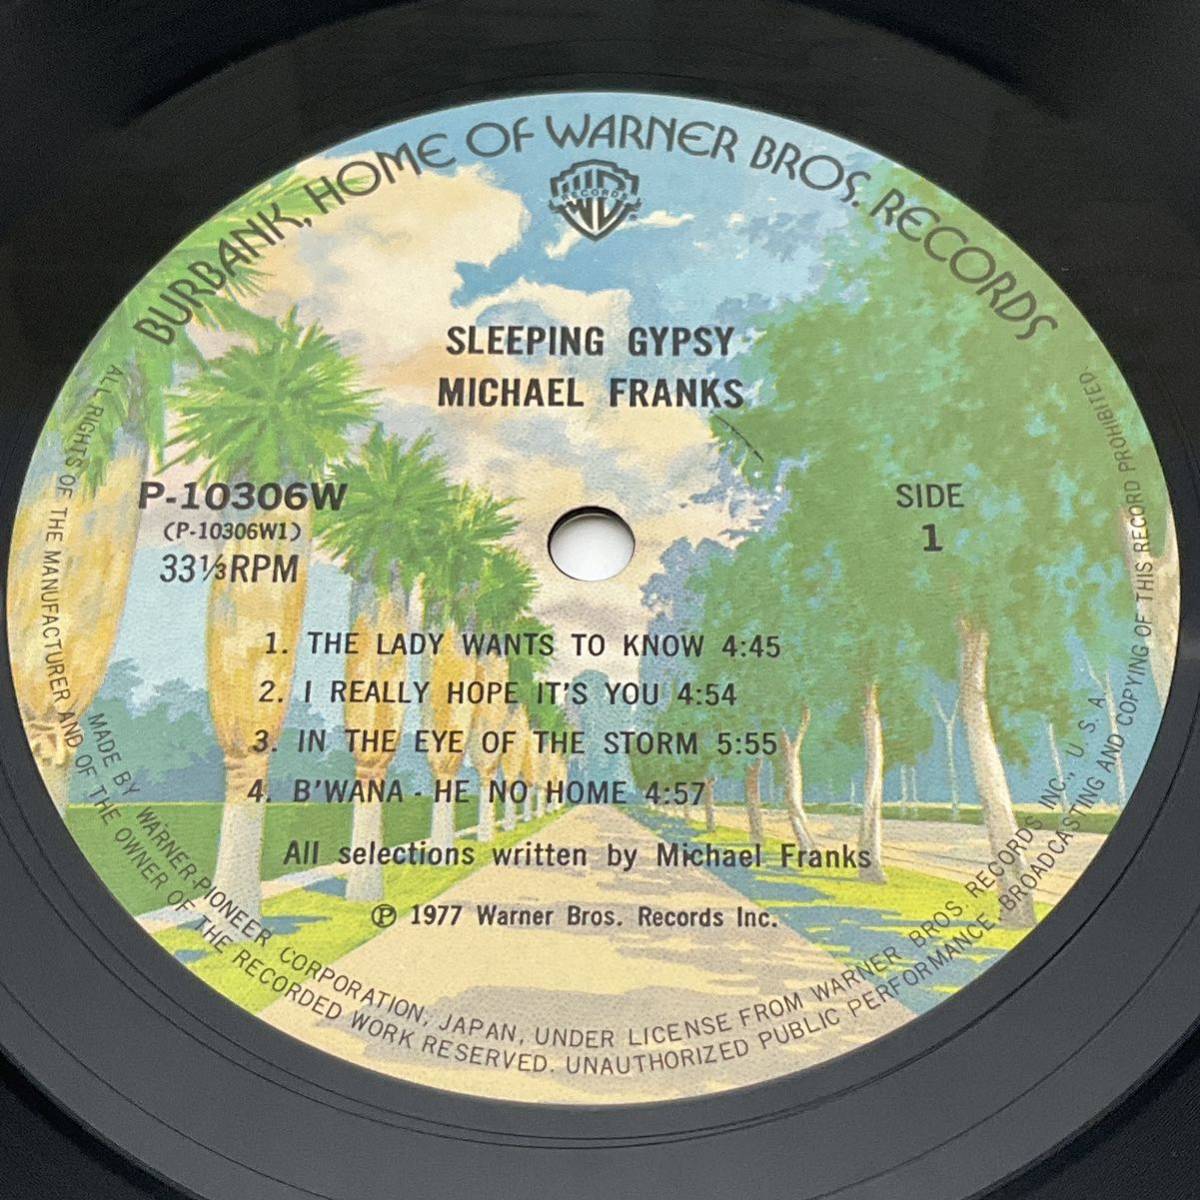 BURBANK, HOME OF WARNER BROS. RECORDS
WB
RECORDS
SLEEPING GYPSY
MICHAEL FRANKS
P-10306W
(P-10306W1)
33⅓RPM
SIDE
1
1. THE LADY WANTS TO KNOW 4:45
2. I REALLY HOPE IT'S YOU 4:54
3. IN THE EYE OF THE STORM 5:55
4. B'WANA - HE NO HOME 4:57
All selections written by Michael Franks
℗ 1977 Warner Bros. Records Inc.
MADE BY WARNER-PIONEER CORPORATION, JAPAN, UNDER LICENSE FROM WARNER BROS. RECORDS INC., U. S. A.
ALL RIGHTS OF THE MANUFACTURER AND OF THE OWNER OF THE RECORDED WORK RESERVED. UNAUTHORIZED PUBLIC PERFORMANCE, BROADCASTING AND COPYING OF THIS RECORD PROHIBITED.